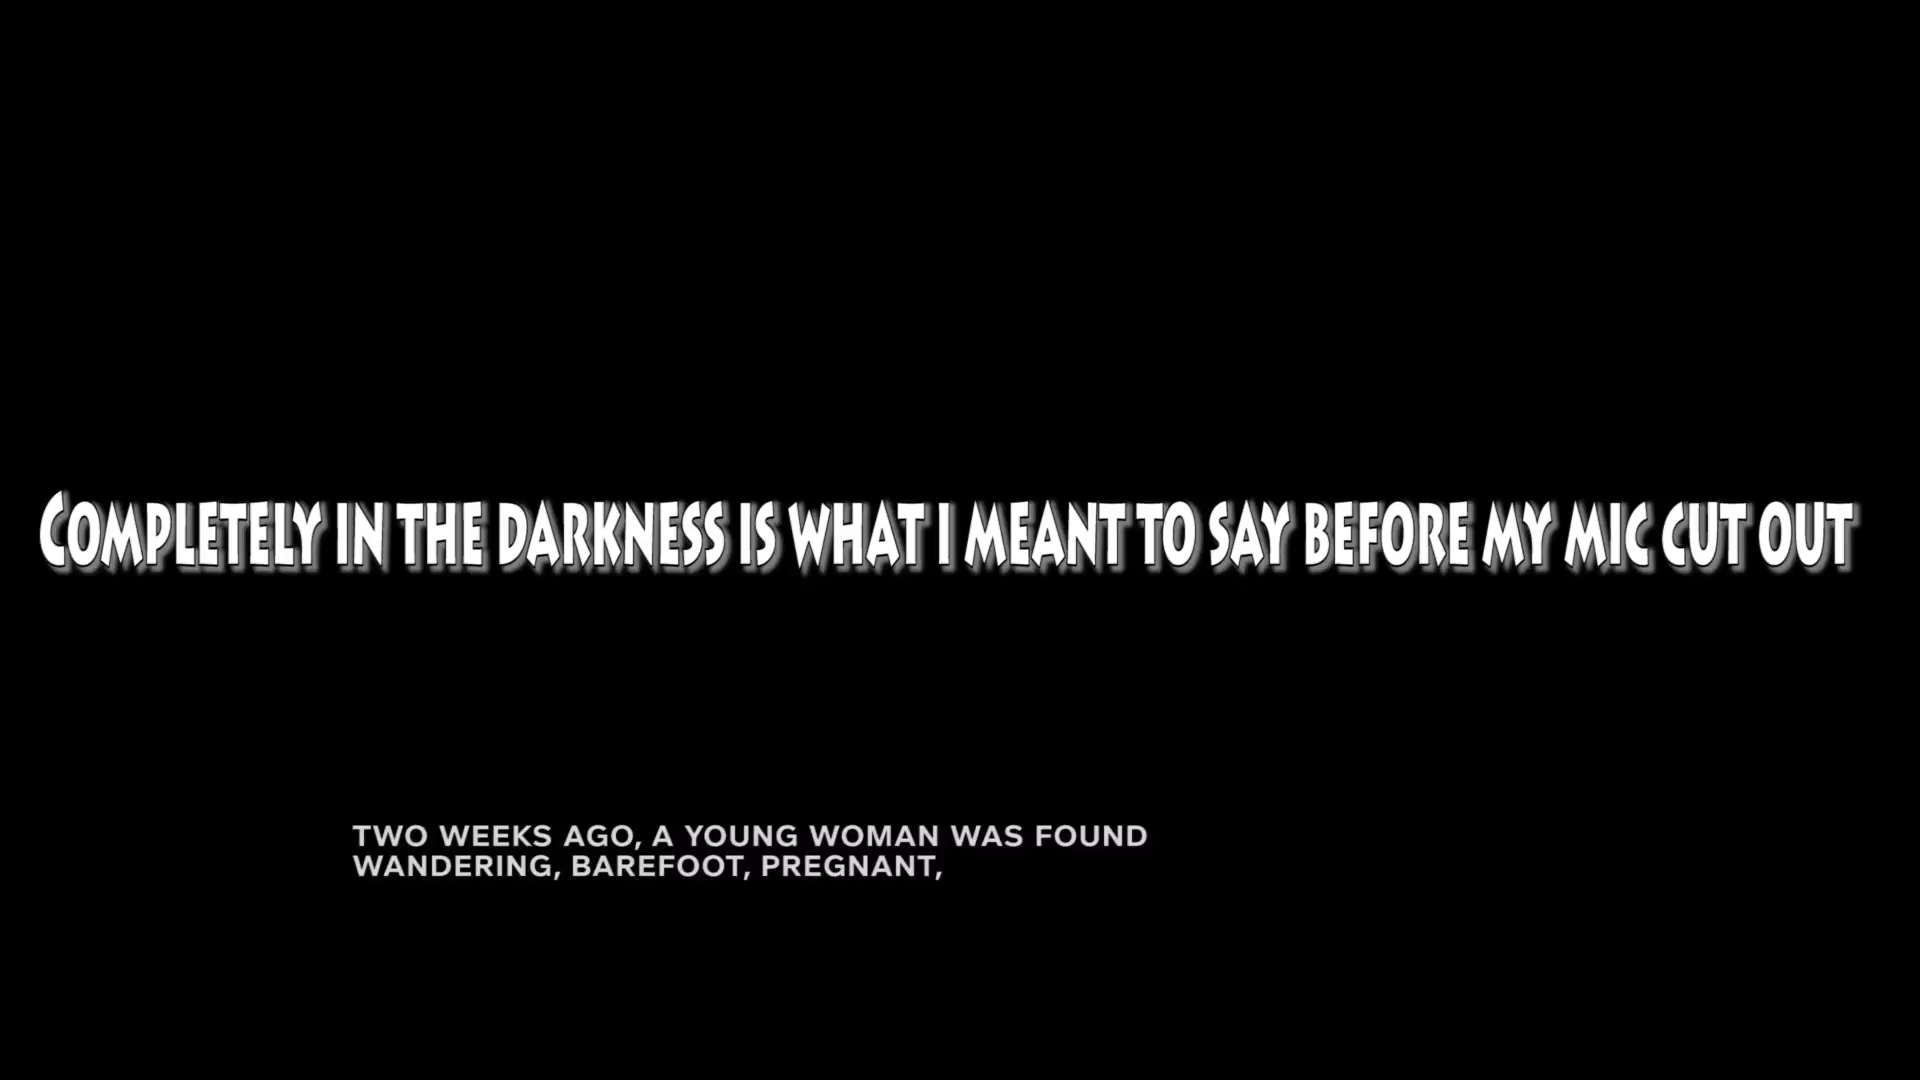 COMPLETELY IN THE DARKNESS IS WHAT I MEANT TO SAY BEFORE MY MIC CUT OUT
TWO WEEKS AGO, A YOUNG WOMAN WAS FOUND
WANDERING, BAREFOOT, PREGNANT,